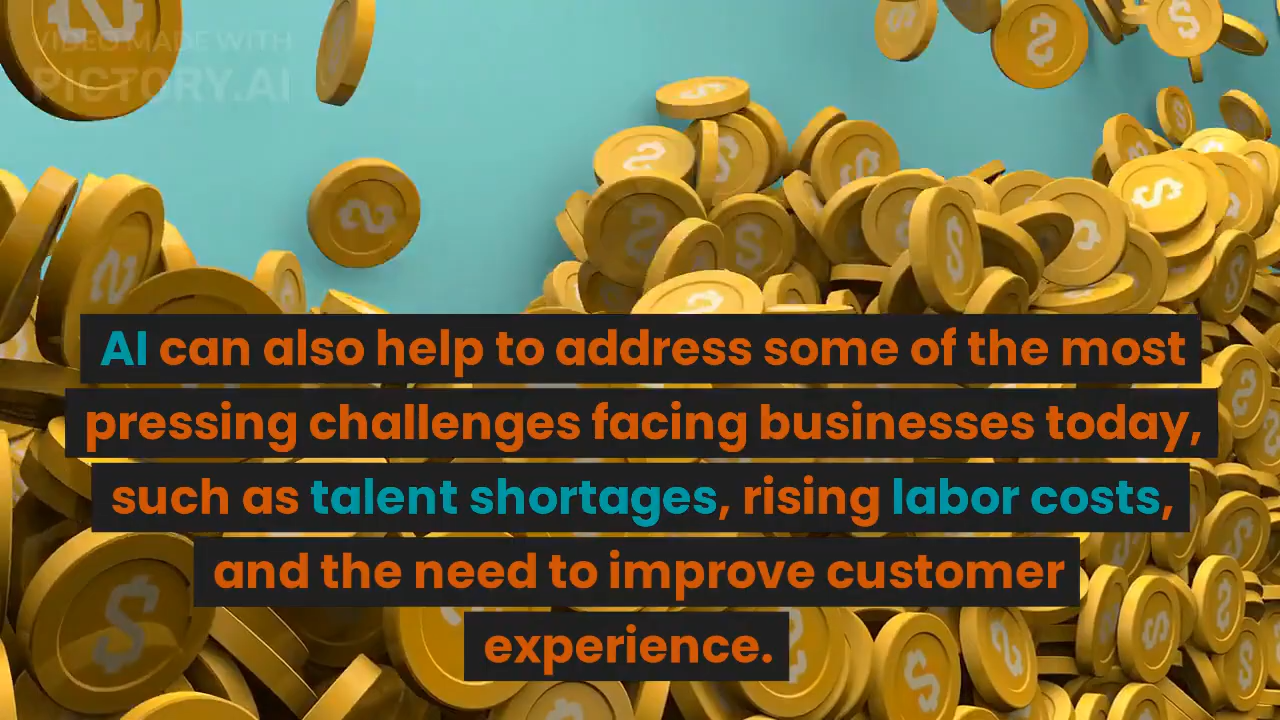 VIDEO MADE WITH
PICTORY.AI
AI can also help to address some of the most
pressing challenges facing businesses today,
such as talent shortages, rising labor costs,
and the need to improve customer
experience.